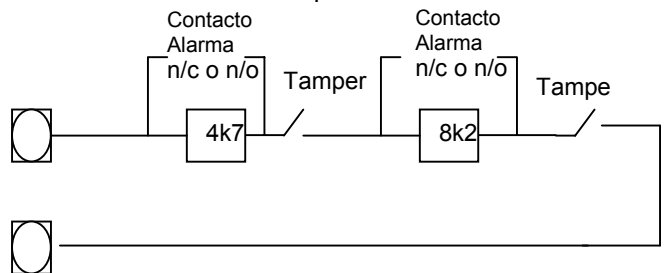 Contacto
Alarma
n/c o n/o
Tamper
4k7
Contacto
Alarma
n/c o n/o
Tampe
8k2